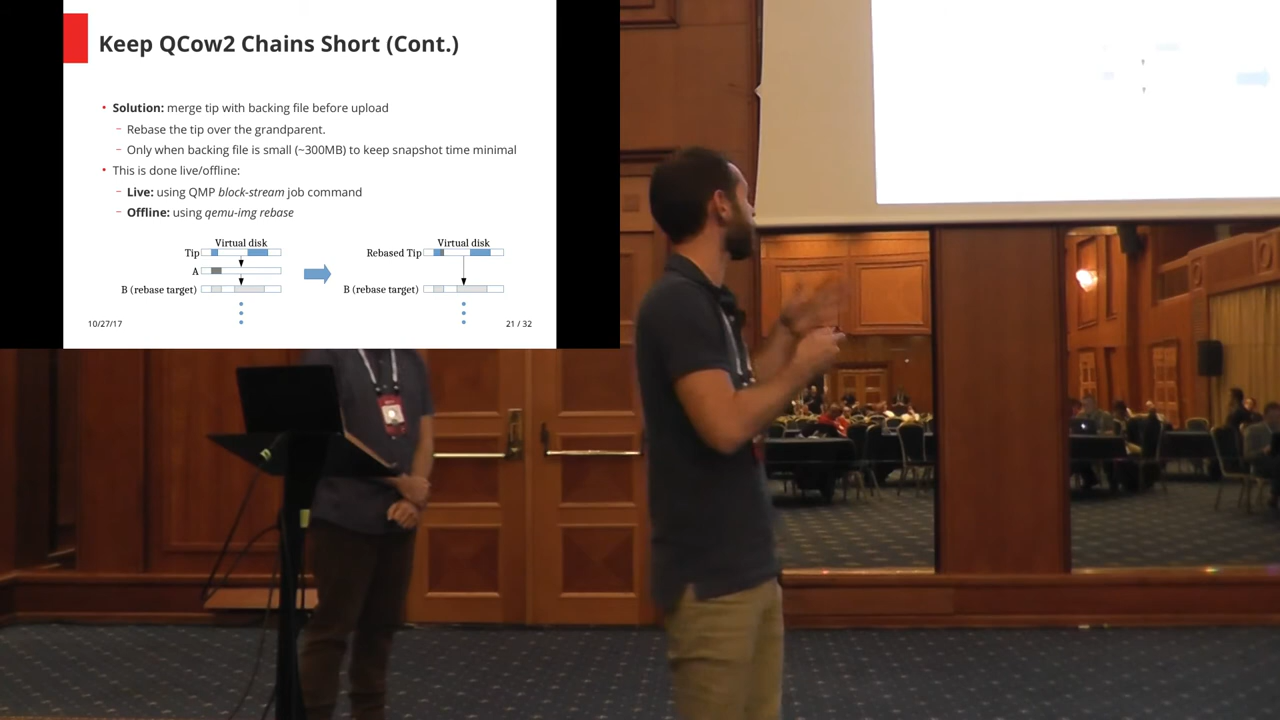 Keep QCow2 Chains Short (Cont.)
• Solution: merge tip with backing file before upload
– Rebase the tip over the grandparent.
– Only when backing file is small (~300MB) to keep snapshot time minimal
• This is done live/offline:
– Live: using QMP block-stream job command
– Offline: using qemu-img rebase
Virtual disk
Tip
A
B (rebase target)
Virtual disk
Rebased Tip
B (rebase target)
10/27/17
21 / 32